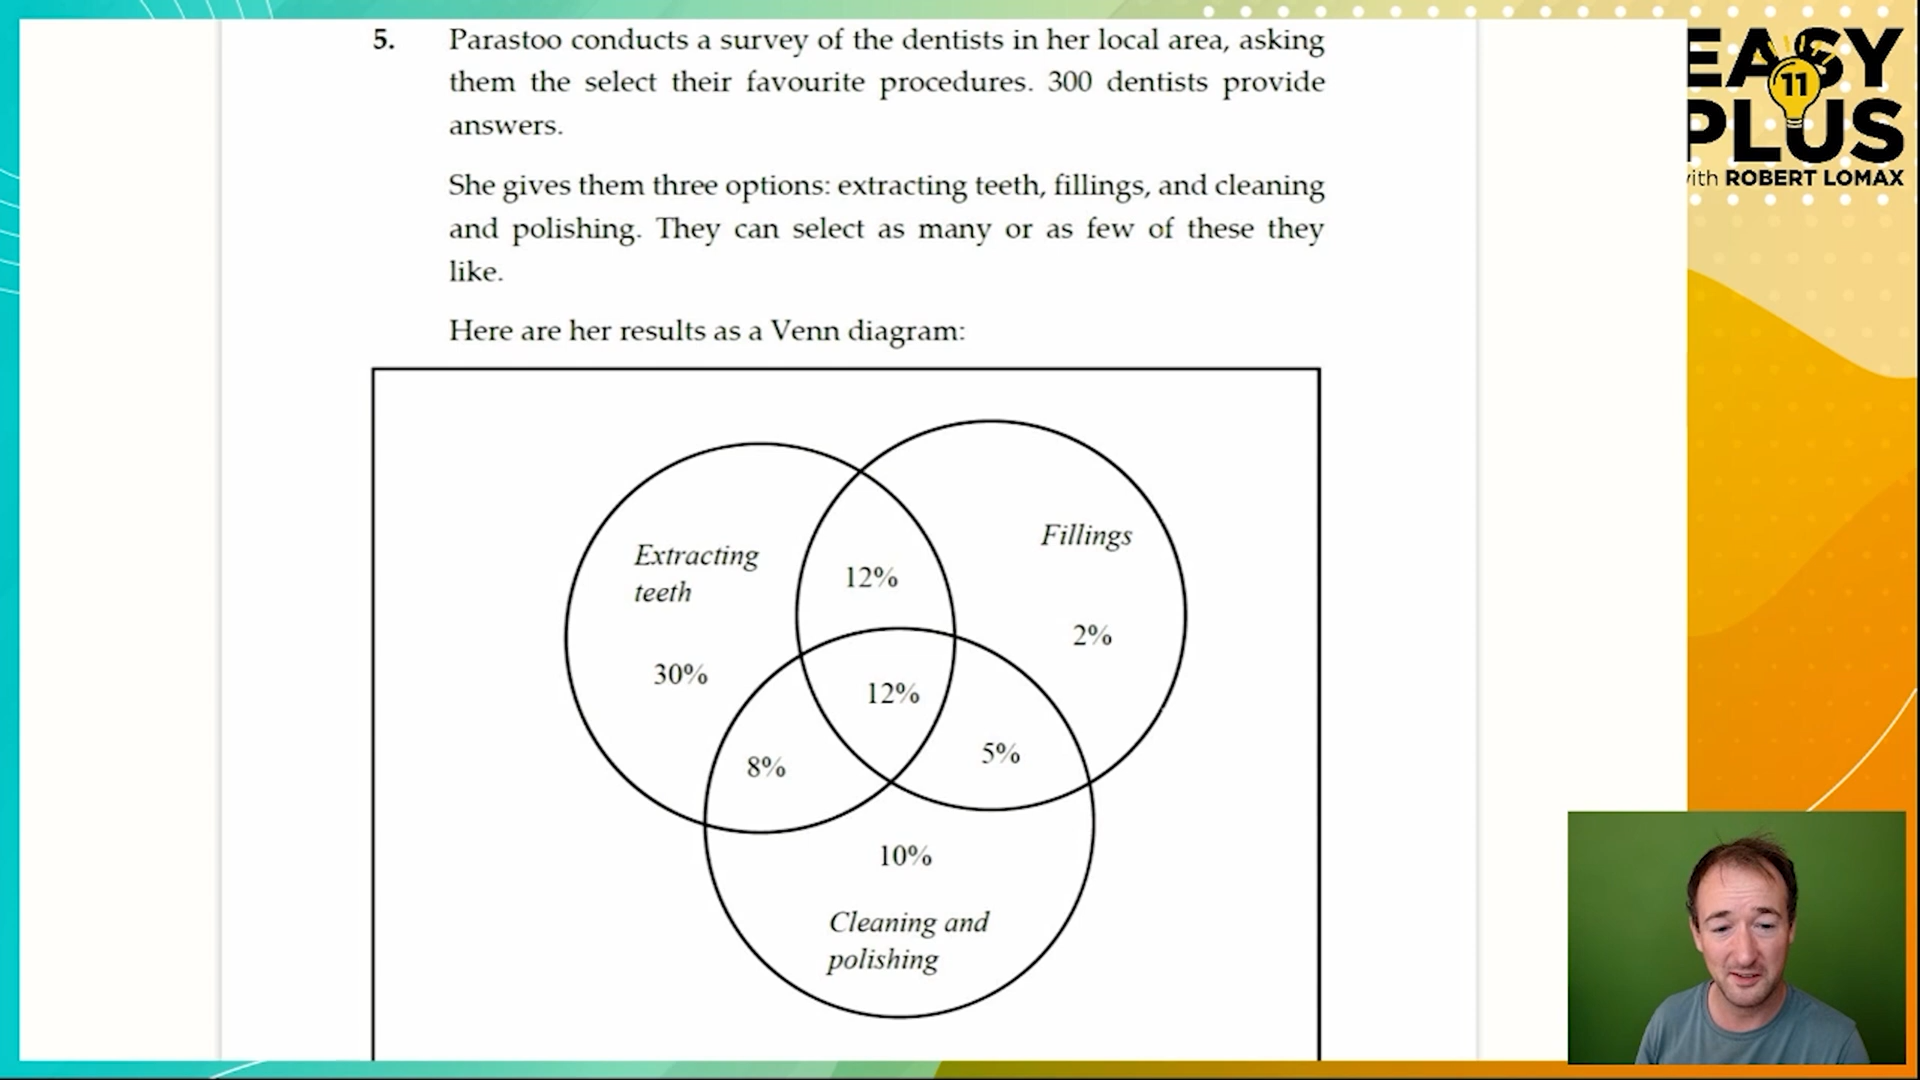 5. Parastoo conducts a survey of the dentists in her local area, asking
them the select their favourite procedures. 300 dentists provide
answers.
She gives them three options: extracting teeth, fillings, and cleaning
and polishing. They can select as many or as few of these they
like.
Here are her results as a Venn diagram:
Extracting
teeth
30%
12%
Fillings
2%
12%
8%
5%
10%
Cleaning and
polishing
EASY
11
PLUS
with ROBERT LOMAX